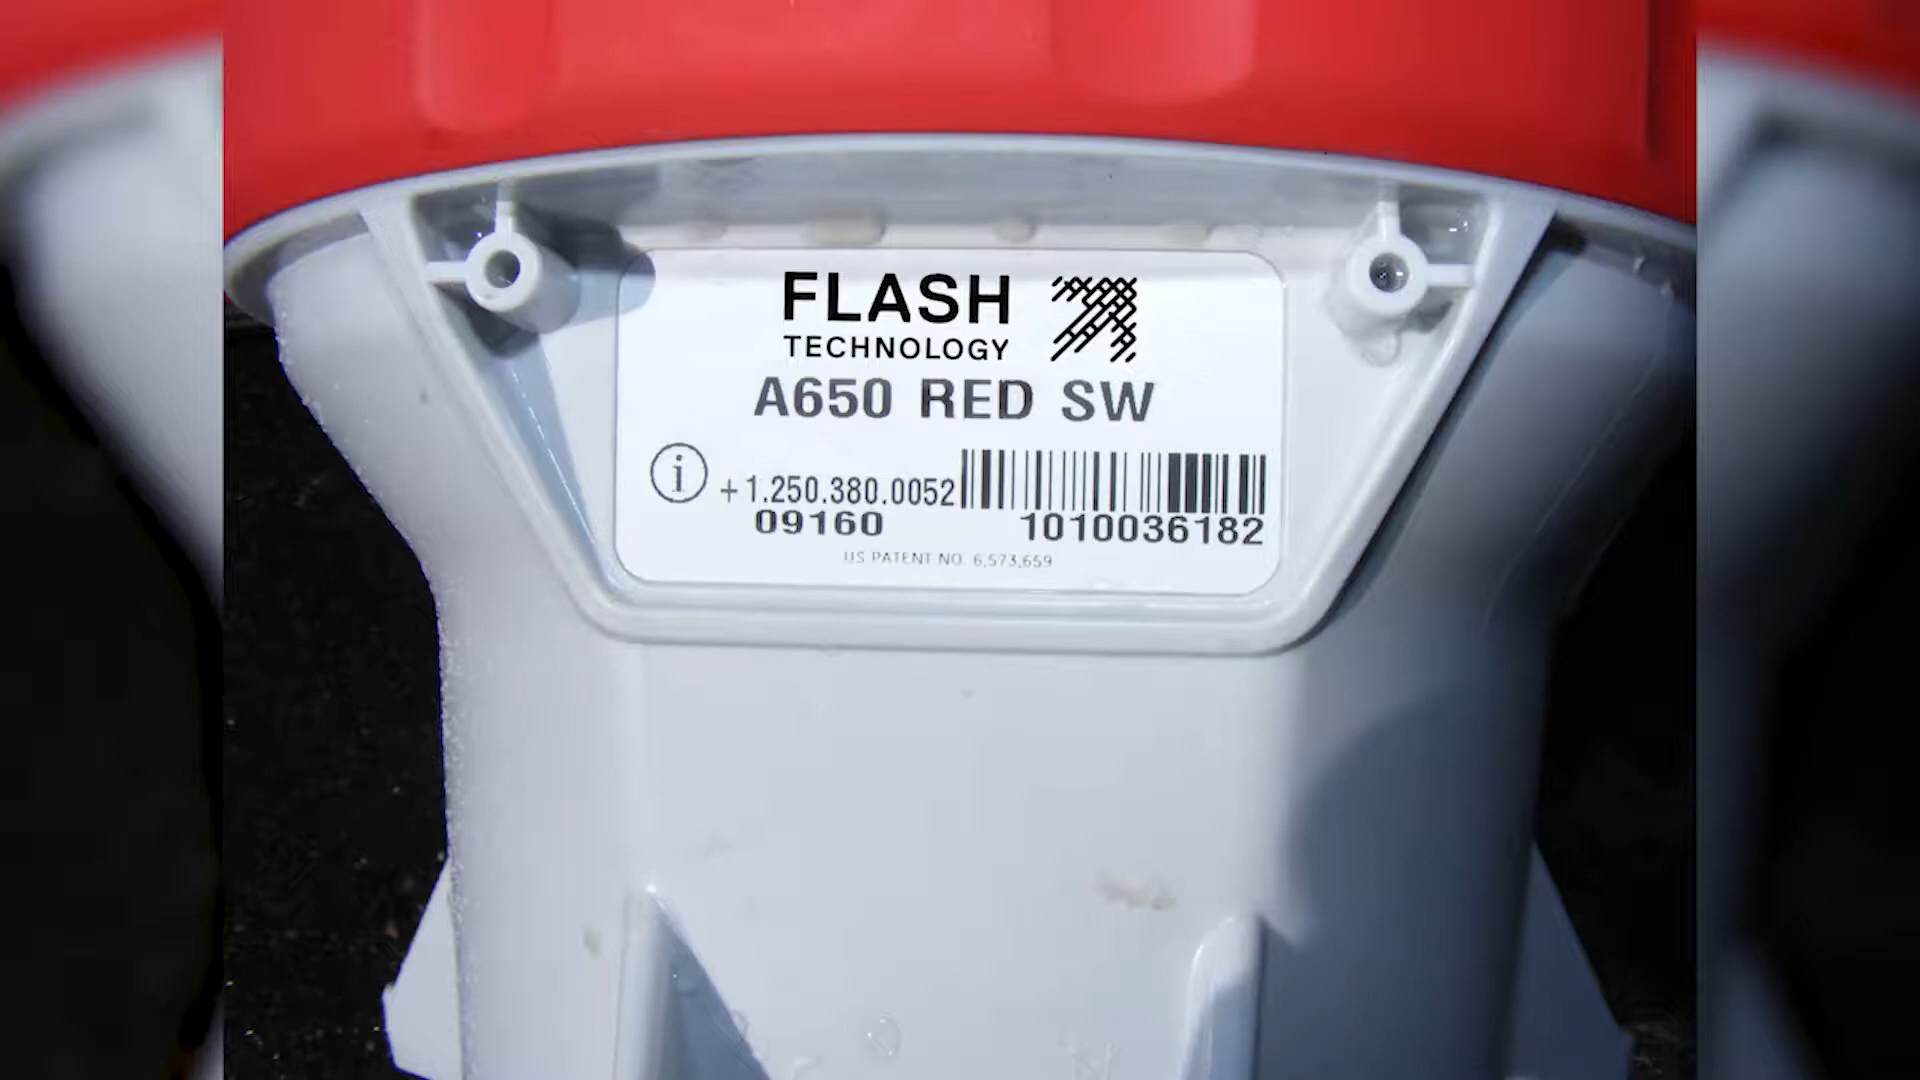 FLASH
TECHNOLOGY
A650 RED SW
i +1.250.380.0052
09160 1010036182
US PATENT NO. 6,573,659